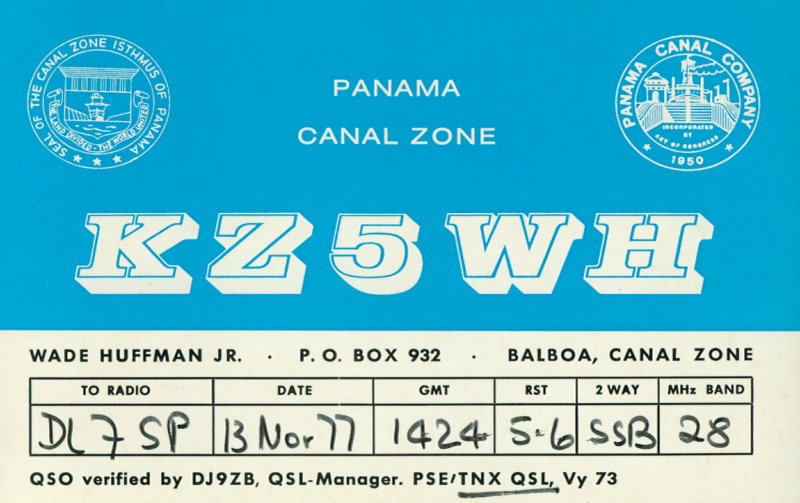 SEAL OF THE CANAL ZONE ISTHMUS OF PANAMA
THE LAND DIVIDED - THE WORLD UNITED
PANAMA
CANAL ZONE
PANAMA CANAL COMPANY
INCORPORATED
BY
ACT OF CONGRESS
1950
KZ5WH
WADE HUFFMAN JR. · P. O. BOX 932 · BALBOA, CANAL ZONE
TO RADIO DATE GMT RST 2 WAY MHz BAND
DL7SP 13 Nov 77 1424 5-6 SSB 28
QSO verified by DJ9ZB, QSL-Manager. PSE/TNX QSL, Vy 73